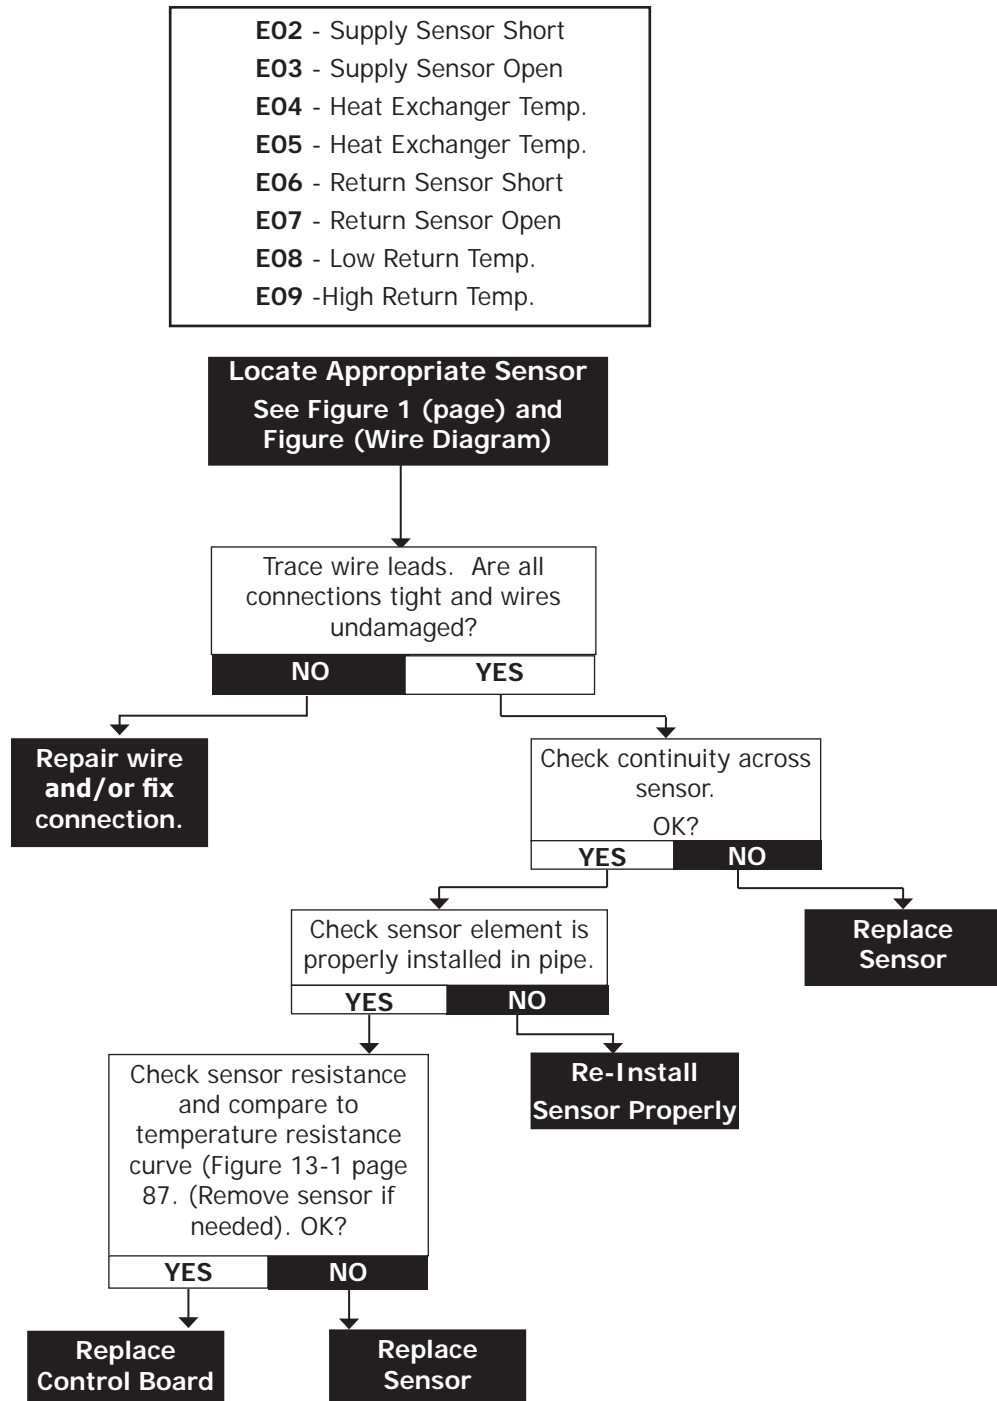 E02 - Supply Sensor Short
E03 - Supply Sensor Open
E04 - Heat Exchanger Temp.
E05 - Heat Exchanger Temp.
E06 - Return Sensor Short
E07 - Return Sensor Open
E08 - Low Return Temp.
E09 -High Return Temp.
Locate Appropriate Sensor
See Figure 1 (page) and
Figure (Wire Diagram)
Trace wire leads. Are all
connections tight and wires
undamaged?
NO
YES
Repair wire
and/or fix
connection.
Check continuity across
sensor.
OK?
YES
NO
Check sensor element is
properly installed in pipe.
YES
NO
Replace
Sensor
Check sensor resistance
and compare to
temperature resistance
curve (Figure 13-1 page
87. (Remove sensor if
needed). OK?
YES
NO
Re-Install
Sensor Properly
Replace
Control Board
Replace
Sensor